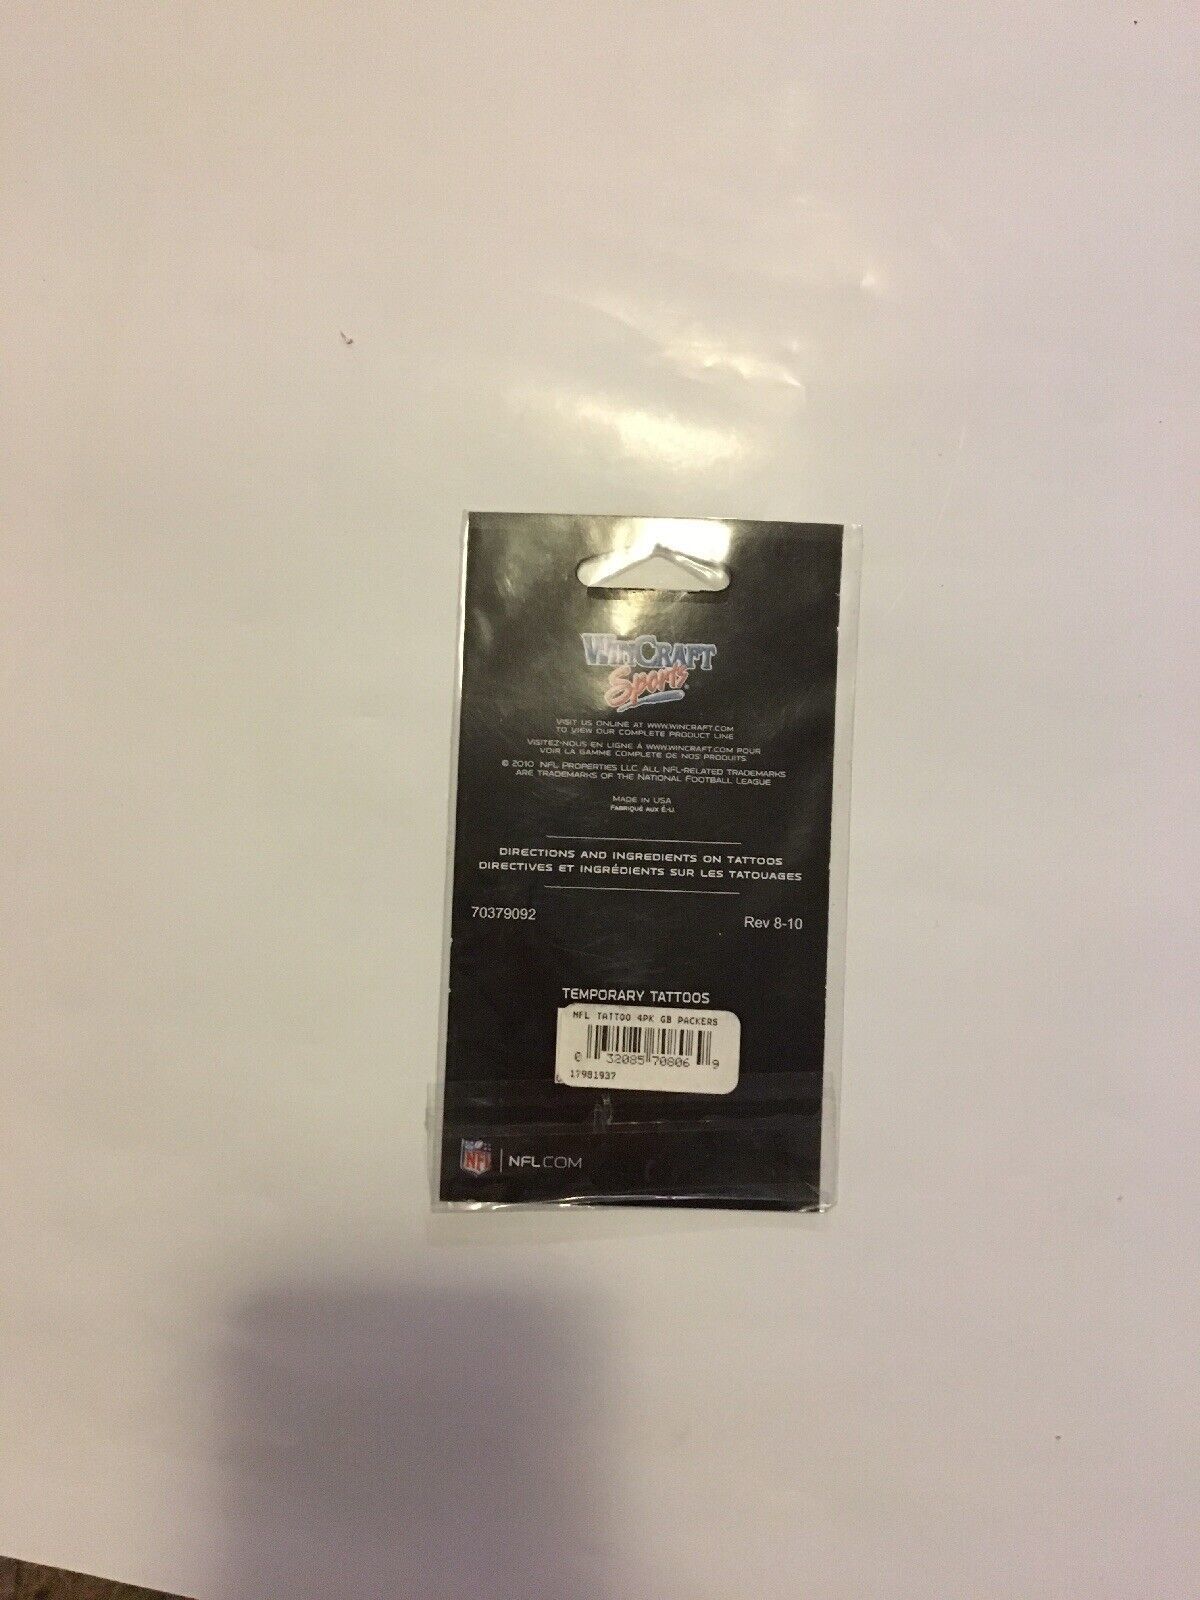 WINCRAFT
Sports
VISIT US ONLINE AT WWW.WINCRAFT.COM
TO VIEW OUR COMPLETE PRODUCT LINE
VISITEZ-NOUS EN LIGNE À WWW.WINCRAFT.COM POUR
VOIR LA GAMME COMPLETE DE NOS PRODUITS
© 2010 NFL PROPERTIES LLC. ALL NFL-RELATED TRADEMARKS
ARE TRADEMARKS OF THE NATIONAL FOOTBALL LEAGUE
MADE IN USA
FABRIQUÉ AUX É.-U.
DIRECTIONS AND INGREDIENTS ON TATTOOS
DIRECTIVES ET INGRÉDIENTS SUR LES TATOUAGES
70379092 Rev 8-10
TEMPORARY TATTOOS
NFL TATTOO 4PK GB PACKERS
0 32085 70806 9
17981937
NFL NFL.COM